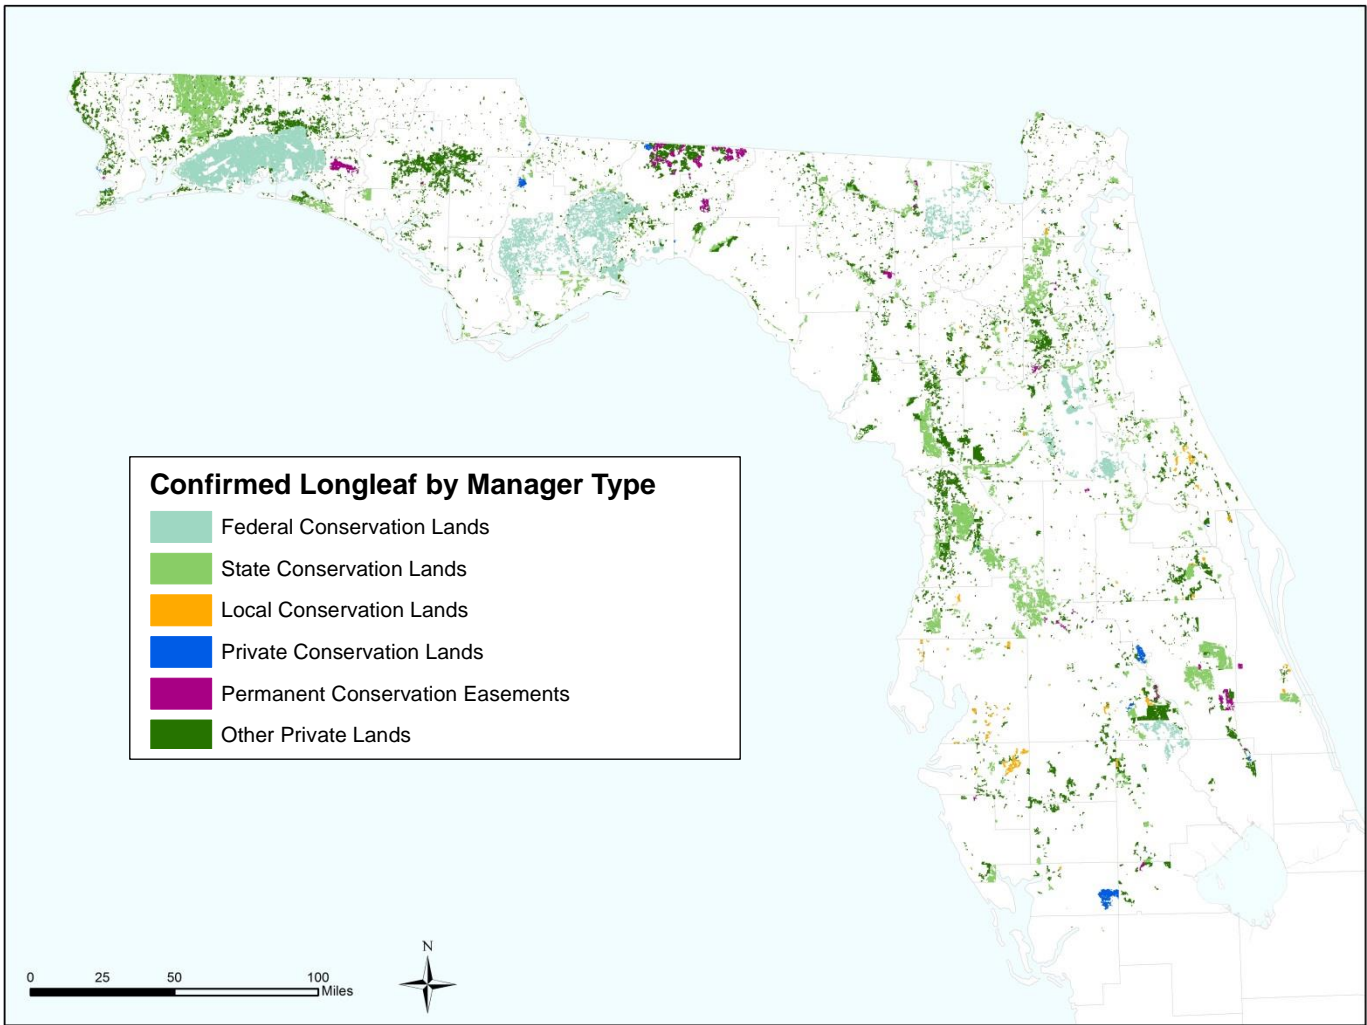 Confirmed Longleaf by Manager Type
Federal Conservation Lands
State Conservation Lands
Local Conservation Lands
Private Conservation Lands
Permanent Conservation Easements
Other Private Lands
N
0 25 50 100
Miles